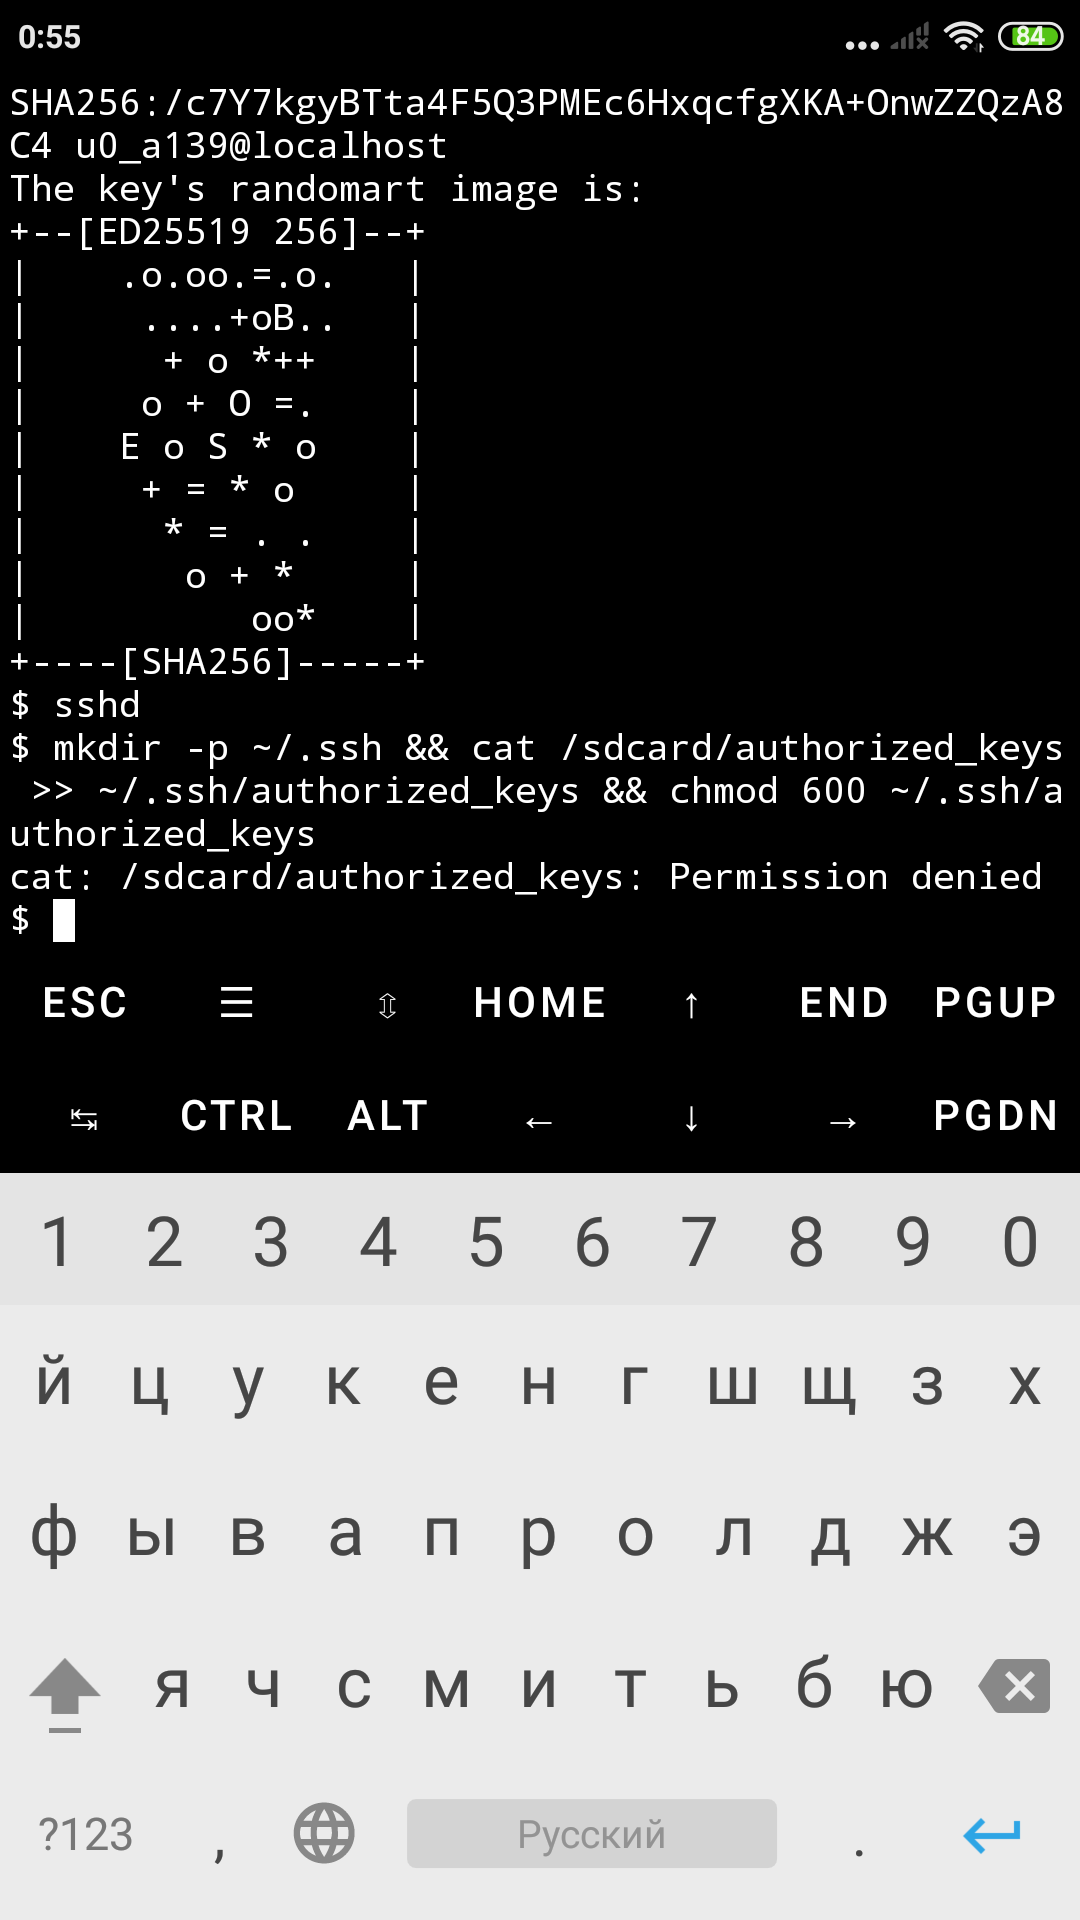 0:55
84
SHA256:/c7Y7kgyBTta4F5Q3PMEc6HxqcfgXKA+OnwZZQzA8
C4 u0_a139@localhost
The key's randomart image is:
+--[ED25519 256]--+
|    .o.oo.=.o.   |
|     ....+oB..   |
|      + o *++    |
|     o + O =.    |
|    E o S * o    |
|     + = * o     |
|      * = . .    |
|       o + *     |
|          oo*    |
+----[SHA256]-----+
$ sshd
$ mkdir -p ~/.ssh && cat /sdcard/authorized_keys
 >> ~/.ssh/authorized_keys && chmod 600 ~/.ssh/a
uthorized_keys
cat: /sdcard/authorized_keys: Permission denied
$
ESC ☰ ⇳ HOME ↑ END PGUP
↹ CTRL ALT ← ↓ → PGDN
1 2 3 4 5 6 7 8 9 0
й ц у к е н г ш щ з х
ф ы в а п р о л д ж э
я ч с м и т ь б ю
?123 , Русский .